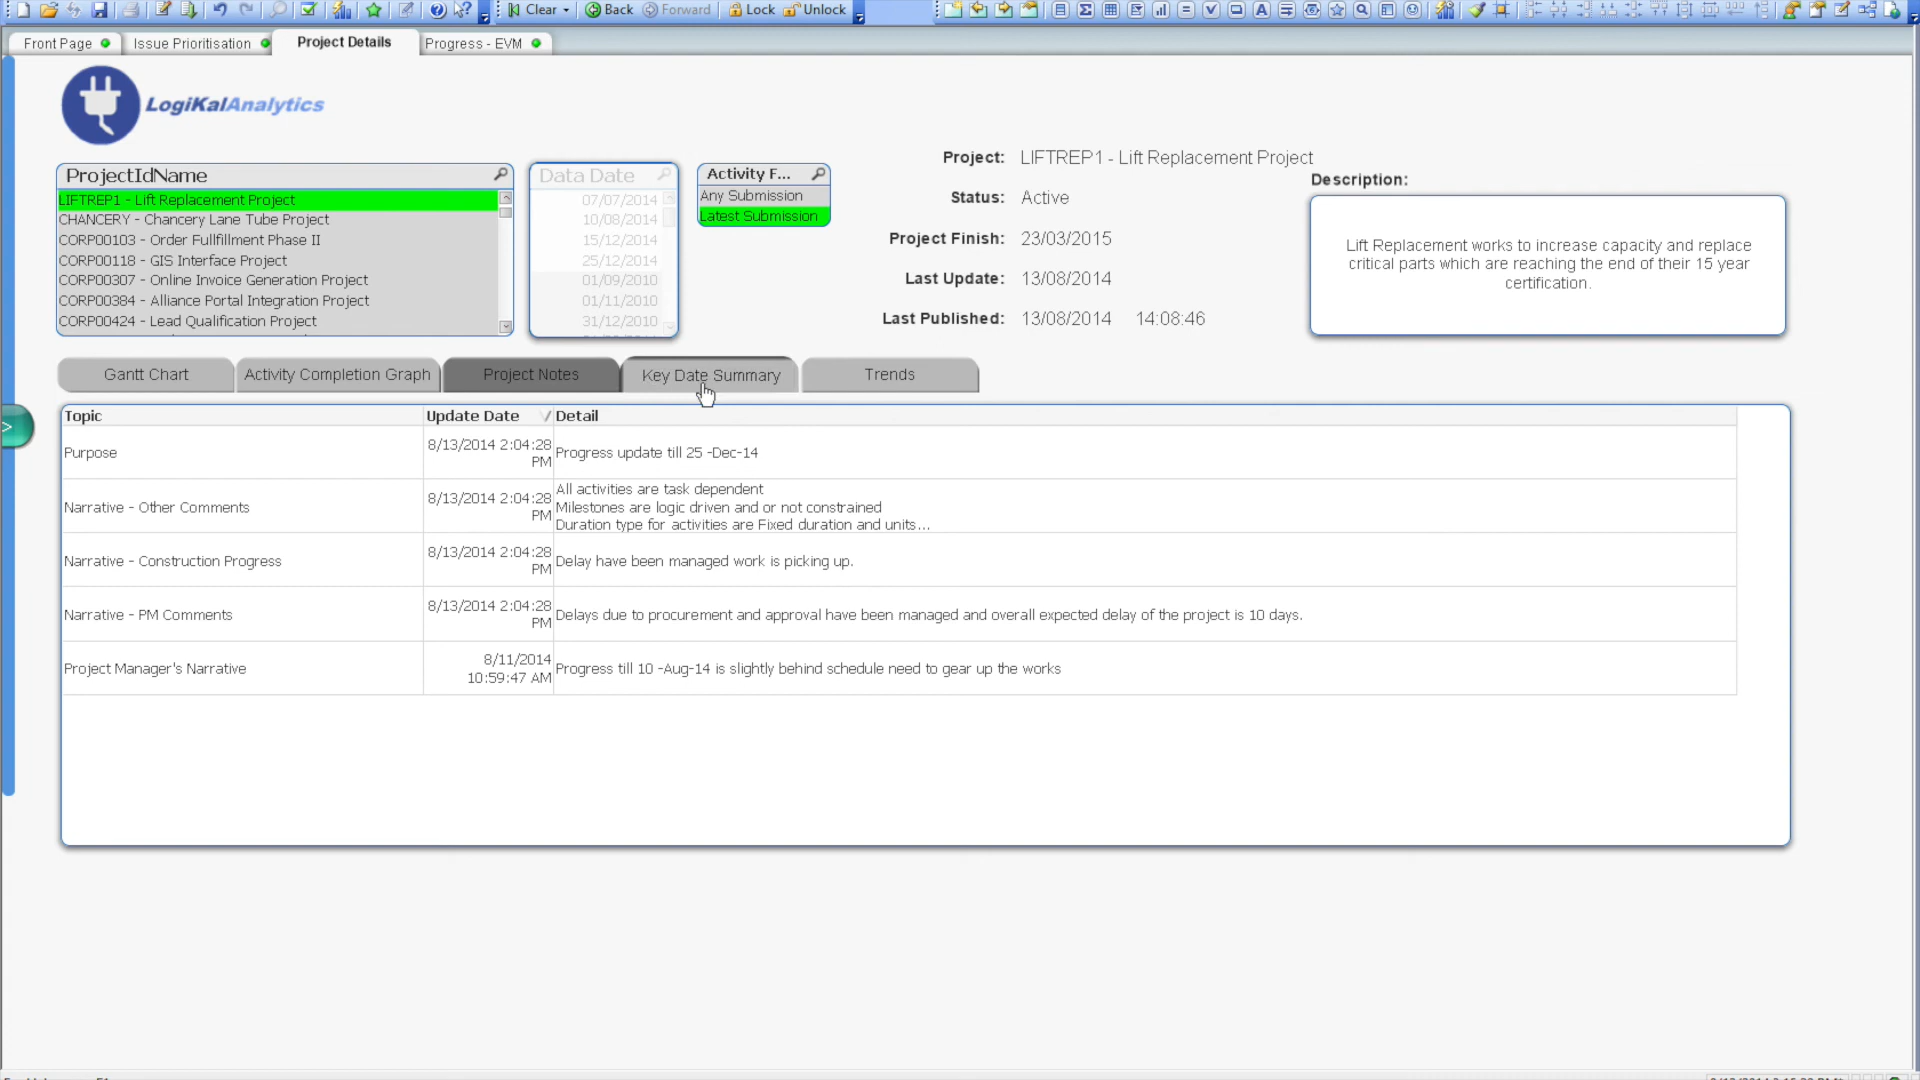 Clear
Back
Forward
Lock
Unlock
Front Page
Issue Prioritisation
Project Details
Progress - EVM
LogiKalAnalytics
ProjectIdName
LIFTREP1 - Lift Replacement Project
CHANCERY - Chancery Lane Tube Project
CORP00103 - Order Fullfillment Phase II
CORP00118 - GIS Interface Project
CORP00307 - Online Invoice Generation Project
CORP00384 - Alliance Portal Integration Project
CORP00424 - Lead Qualification Project
Data Date
07/07/2014
10/08/2014
15/12/2014
25/12/2014
01/09/2010
01/11/2010
31/12/2010
Activity F...
Any Submission
Latest Submission
Project: LIFTREP1 - Lift Replacement Project
Status: Active
Project Finish: 23/03/2015
Last Update: 13/08/2014
Last Published: 13/08/2014 14:08:46
Description:
Lift Replacement works to increase capacity and replace
critical parts which are reaching the end of their 15 year
certification.
Gantt Chart
Activity Completion Graph
Project Notes
Key Date Summary
Trends
>
Topic Update Date Detail
Purpose 8/13/2014 2:04:28 PM Progress update till 25 -Dec-14
Narrative - Other Comments 8/13/2014 2:04:28 PM All activities are task dependent
Milestones are logic driven and or not constrained
Duration type for activities are Fixed duration and units...
Narrative - Construction Progress 8/13/2014 2:04:28 PM Delay have been managed work is picking up.
Narrative - PM Comments 8/13/2014 2:04:28 PM Delays due to procurement and approval have been managed and overall expected delay of the project is 10 days.
Project Manager's Narrative 8/11/2014 10:59:47 AM Progress till 10 -Aug-14 is slightly behind schedule need to gear up the works